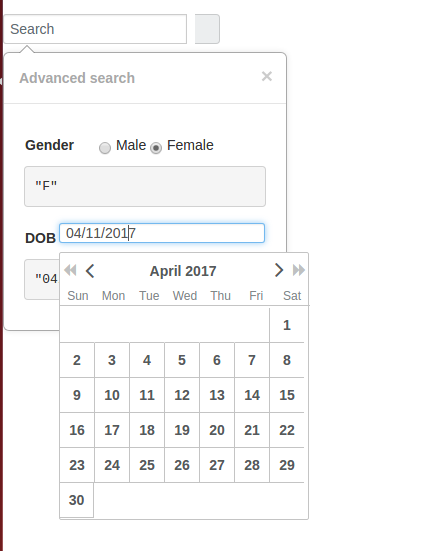 Search
Advanced search ×
Gender Male Female
"F"
DOB 04/11/2017
"04
April 2017
Sun Mon Tue Wed Thu Fri Sat
1
2 3 4 5 6 7 8
9 10 11 12 13 14 15
16 17 18 19 20 21 22
23 24 25 26 27 28 29
30